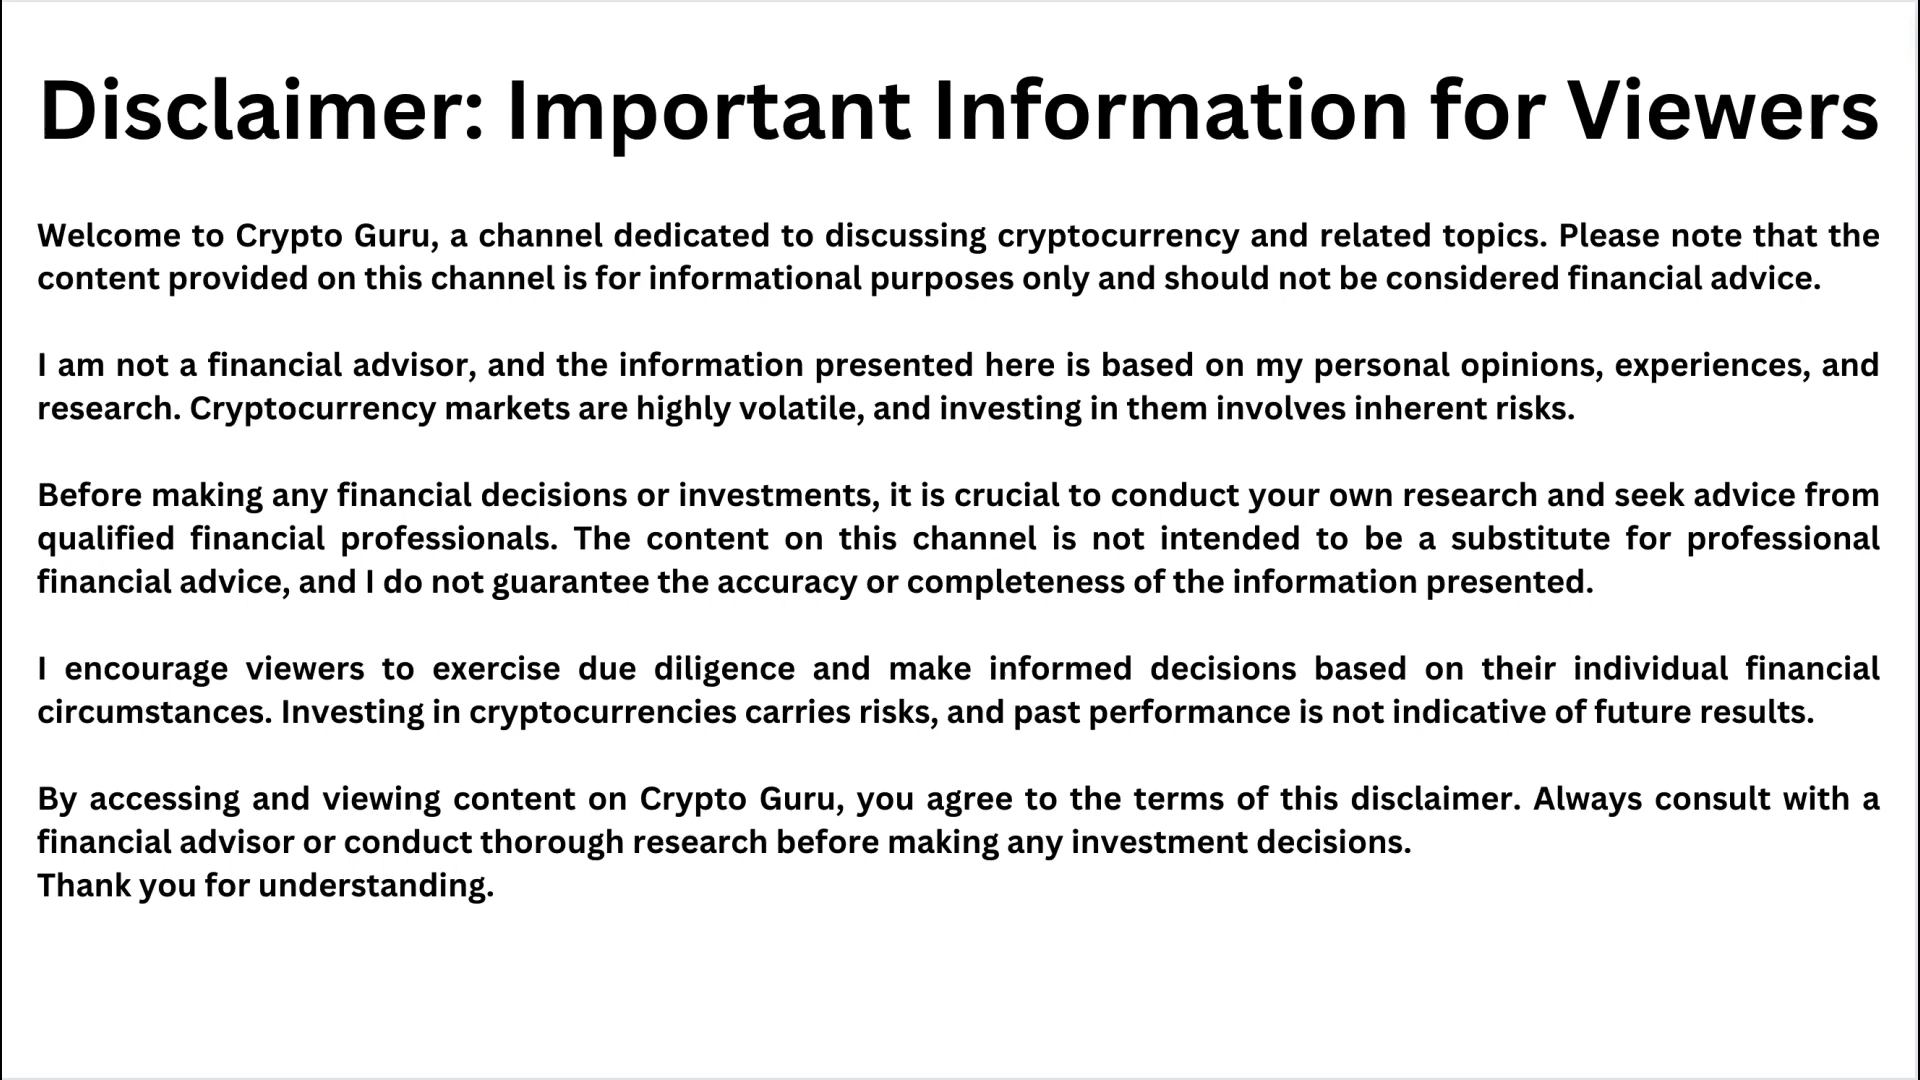 Disclaimer: Important Information for Viewers
Welcome to Crypto Guru, a channel dedicated to discussing cryptocurrency and related topics. Please note that the
content provided on this channel is for informational purposes only and should not be considered financial advice.
I am not a financial advisor, and the information presented here is based on my personal opinions, experiences, and
research. Cryptocurrency markets are highly volatile, and investing in them involves inherent risks.
Before making any financial decisions or investments, it is crucial to conduct your own research and seek advice from
qualified financial professionals. The content on this channel is not intended to be a substitute for professional
financial advice, and I do not guarantee the accuracy or completeness of the information presented.
I encourage viewers to exercise due diligence and make informed decisions based on their individual financial
circumstances. Investing in cryptocurrencies carries risks, and past performance is not indicative of future results.
By accessing and viewing content on Crypto Guru, you agree to the terms of this disclaimer. Always consult with a
financial advisor or conduct thorough research before making any investment decisions.
Thank you for understanding.